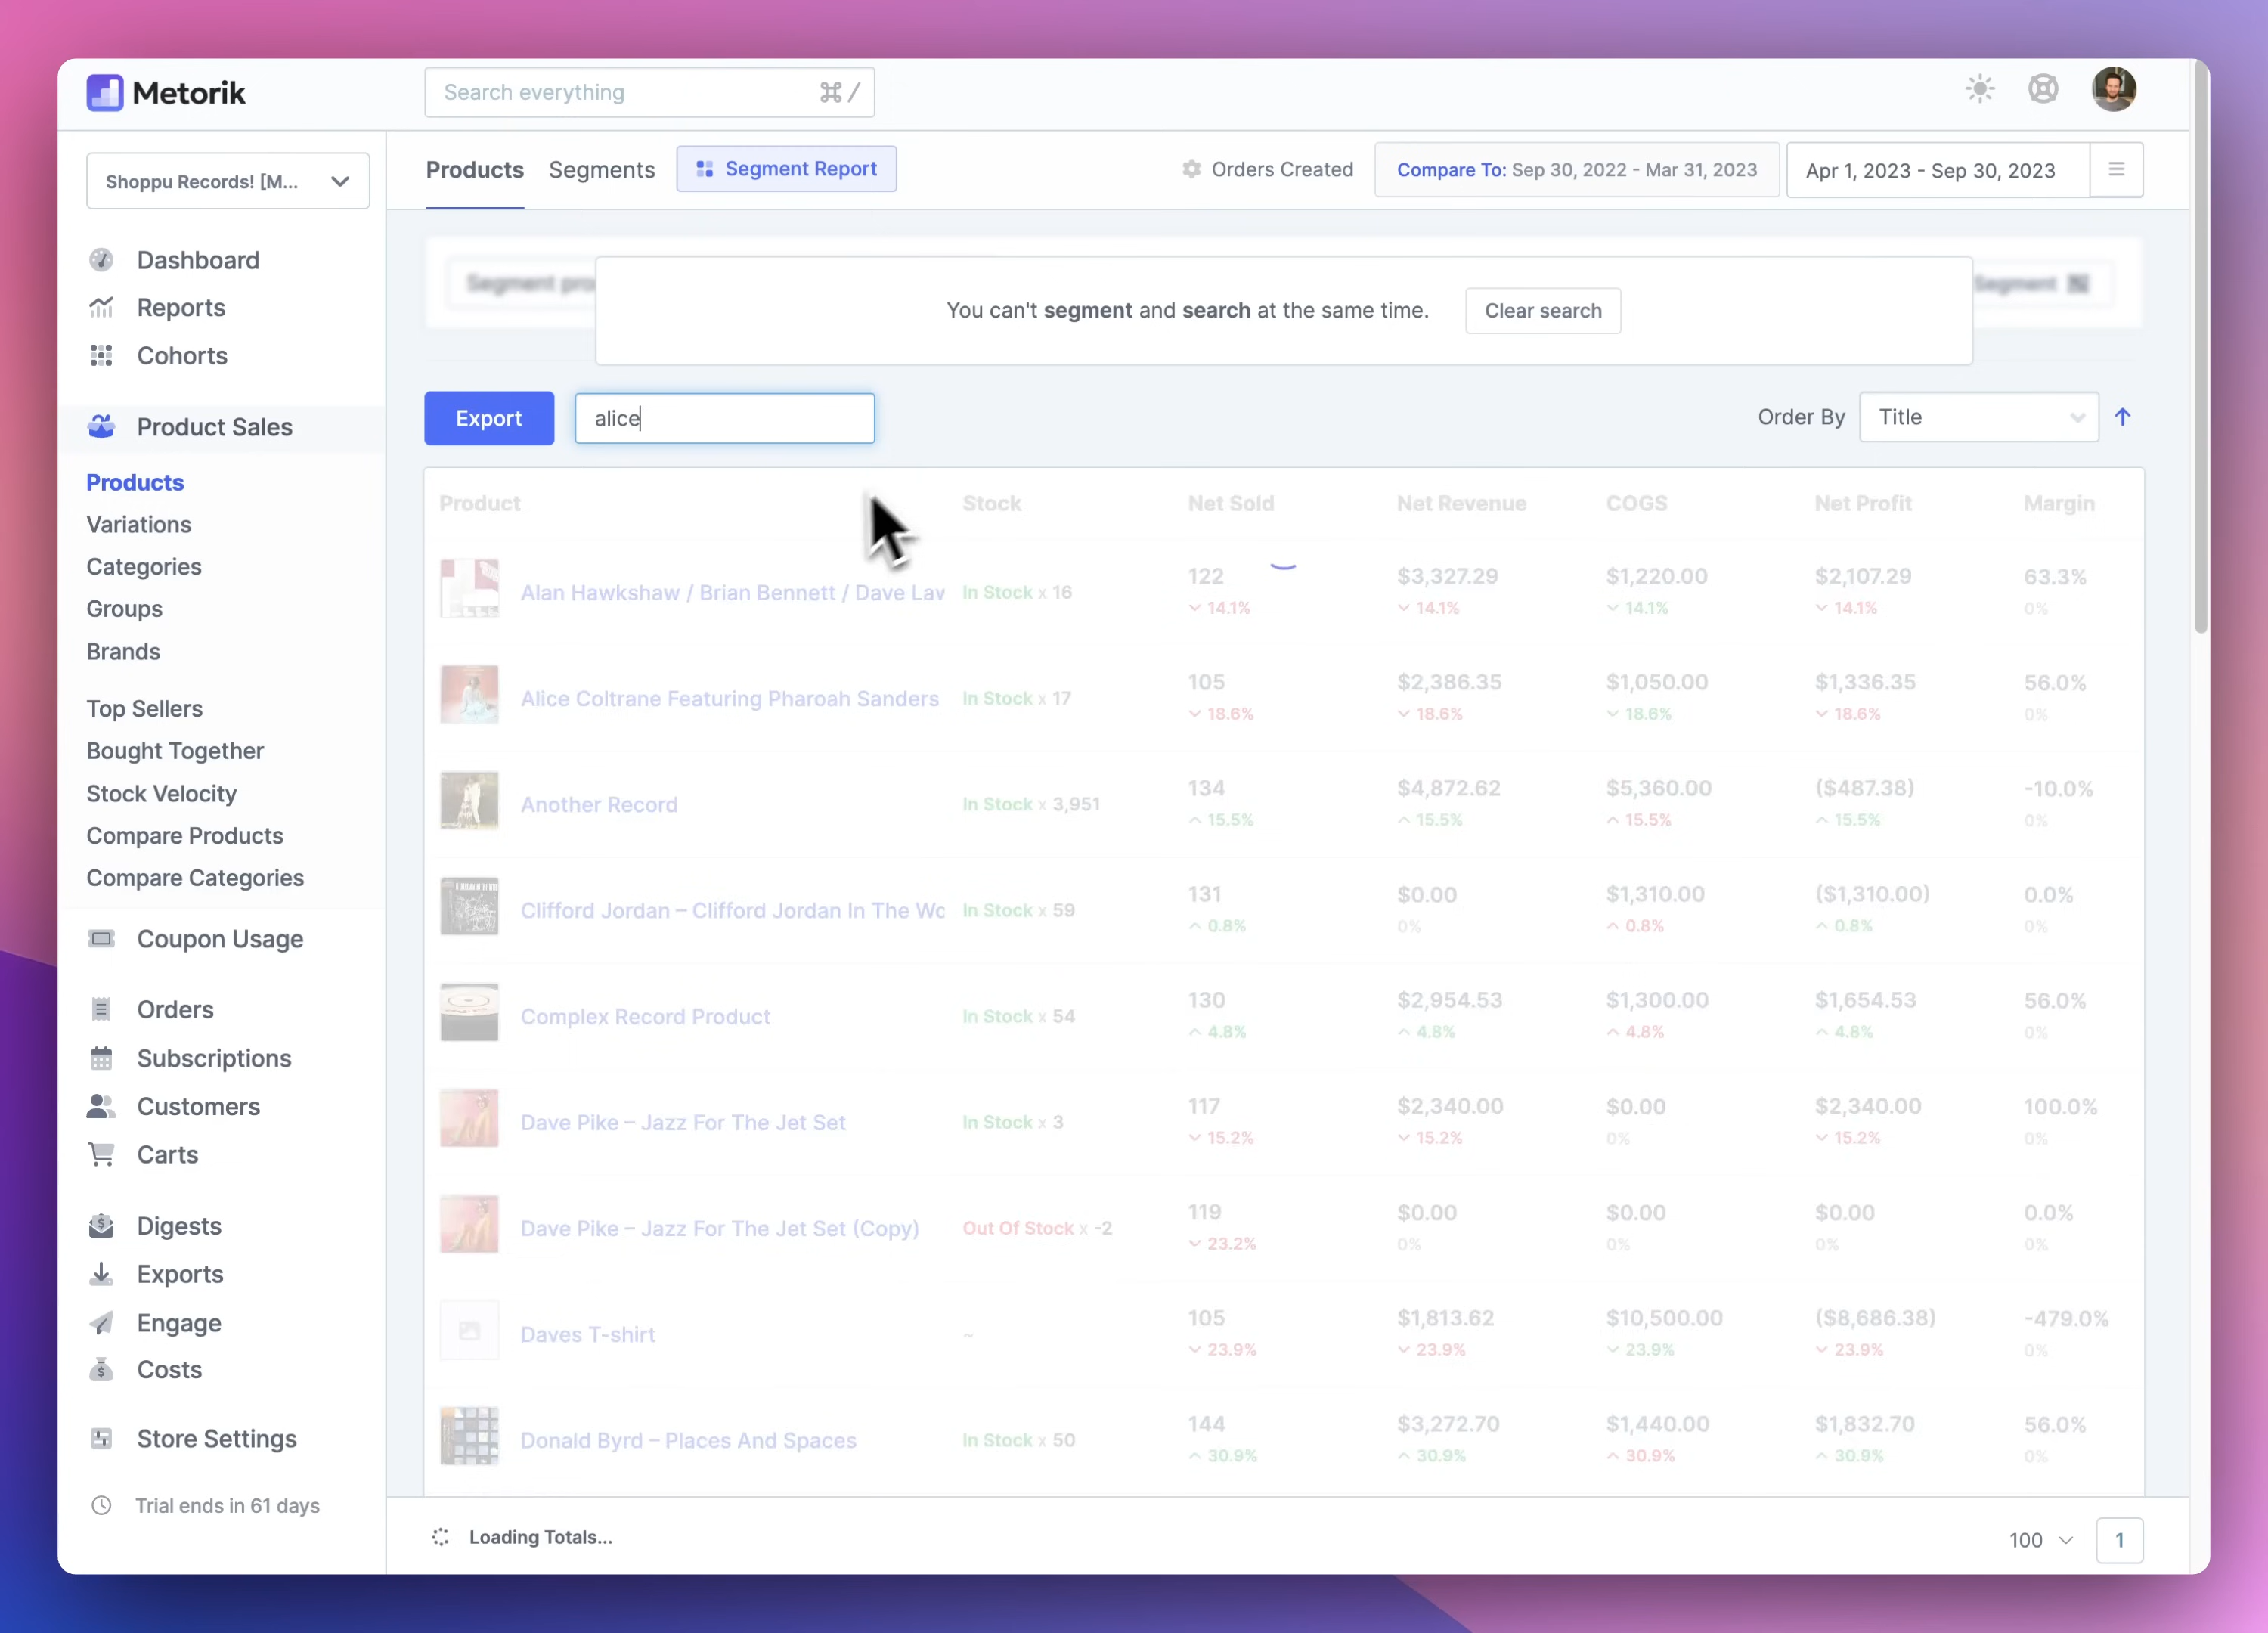 Metorik
Search everything ⌘ /
Shoppu Records! [M...
Products Segments Segment Report Orders Created Compare To: Sep 30, 2022 - Mar 31, 2023 Apr 1, 2023 - Sep 30, 2023
Dashboard
Reports
Cohorts
Product Sales
Products
Variations
Categories
Groups
Brands
Top Sellers
Bought Together
Stock Velocity
Compare Products
Compare Categories
Coupon Usage
Orders
Subscriptions
Customers
Carts
Digests
Exports
Engage
Costs
Store Settings
Trial ends in 61 days
Segment pro
You can't segment and search at the same time. Clear search
Segment
Export alice Order By Title
Product Stock Net Sold Net Revenue COGS Net Profit Margin
Alan Hawkshaw / Brian Bennett / Dave Law In Stock x 16 122 $3,327.29 $1,220.00 $2,107.29 63.3%
14.1% 14.1% 14.1% 14.1% 0%
Alice Coltrane Featuring Pharoah Sanders In Stock x 17 105 $2,386.35 $1,050.00 $1,336.35 56.0%
18.6% 18.6% 18.6% 18.6% 0%
Another Record In Stock x 3,951 134 $4,872.62 $5,360.00 ($487.38) -10.0%
15.5% 15.5% 15.5% 15.5% 0%
Clifford Jordan – Clifford Jordan In The Wo In Stock x 59 131 $0.00 $1,310.00 ($1,310.00) 0.0%
0.8% 0% 0.8% 0.8% 0%
Complex Record Product In Stock x 54 130 $2,954.53 $1,300.00 $1,654.53 56.0%
4.8% 4.8% 4.8% 4.8% 0%
Dave Pike – Jazz For The Jet Set In Stock x 3 117 $2,340.00 $0.00 $2,340.00 100.0%
15.2% 15.2% 0% 15.2% 0%
Dave Pike – Jazz For The Jet Set (Copy) Out Of Stock x -2 119 $0.00 $0.00 $0.00 0.0%
23.2% 0% 0% 0% 0%
Daves T-shirt ~ 105 $1,813.62 $10,500.00 ($8,686.38) -479.0%
23.9% 23.9% 23.9% 23.9% 0%
Donald Byrd – Places And Spaces In Stock x 50 144 $3,272.70 $1,440.00 $1,832.70 56.0%
30.9% 30.9% 30.9% 30.9% 0%
Loading Totals... 100 1